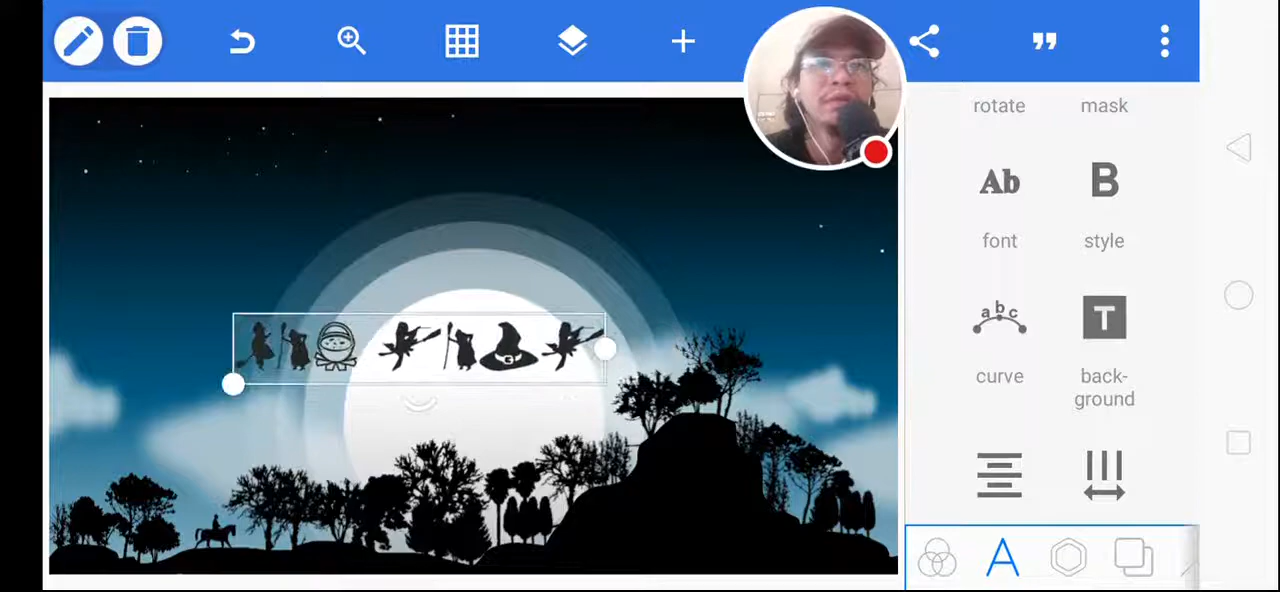 rotate
mask
Ab
B
font
style
abc
T
curve
back-
ground
A